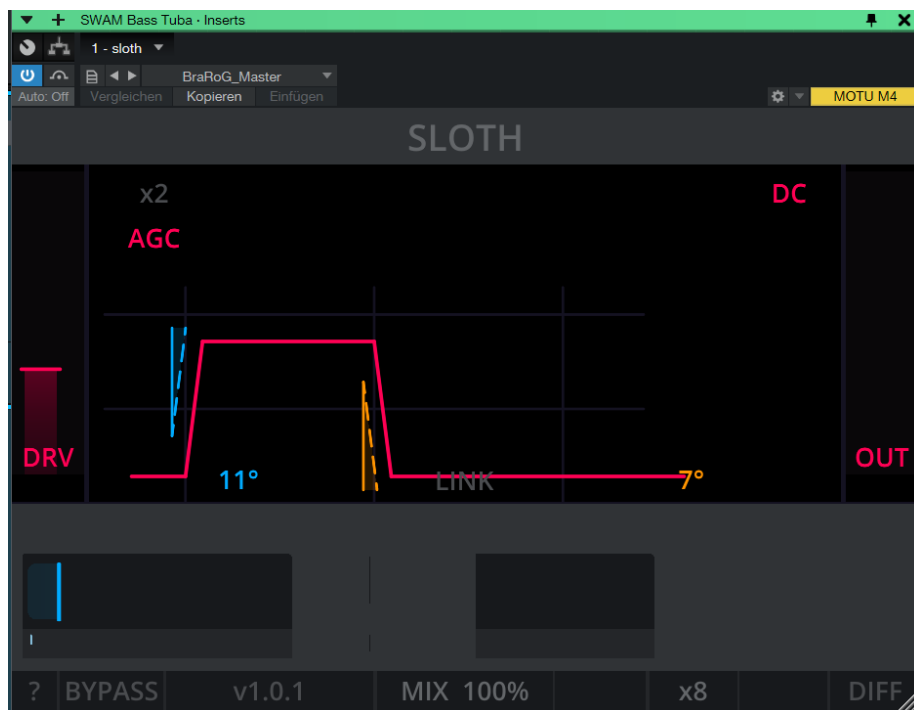 SWAM Bass Tuba · Inserts
1 - sloth
BraRoG_Master
Auto: Off Vergleichen Kopieren Einfügen MOTU M4
SLOTH
x2 DC
AGC
DRV OUT
11° LINK 7°
? BYPASS v1.0.1 MIX 100% x8 DIFF